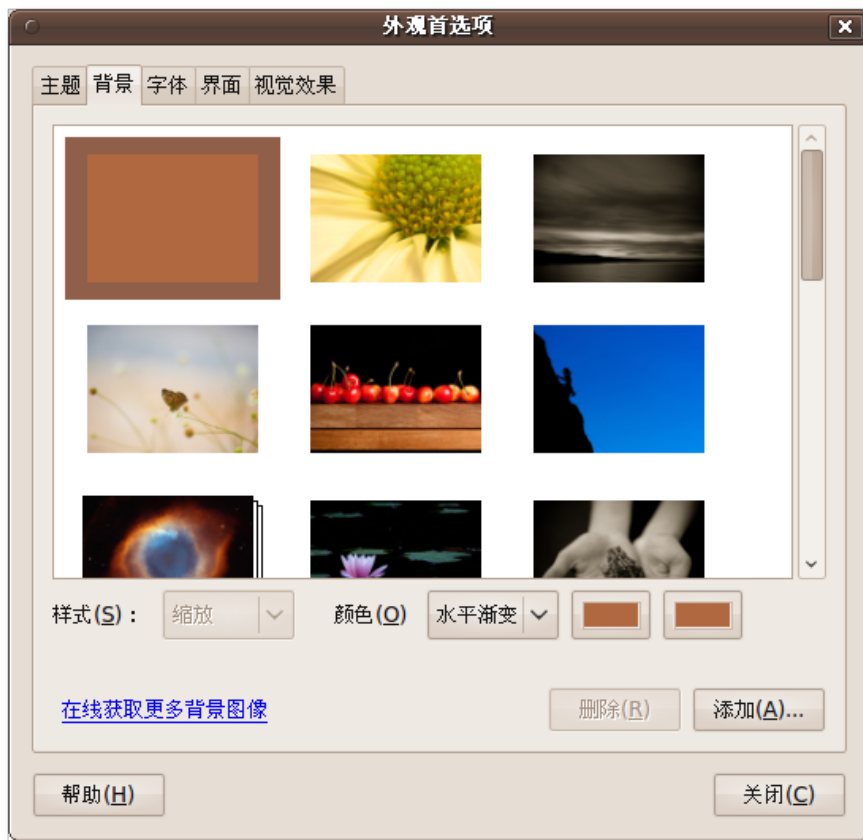 外观首选项
主题 背景 字体 界面 视觉效果
样式(S)： 缩放 颜色(O) 水平渐变
在线获取更多背景图像 删除(R) 添加(A)...
帮助(H) 关闭(C)